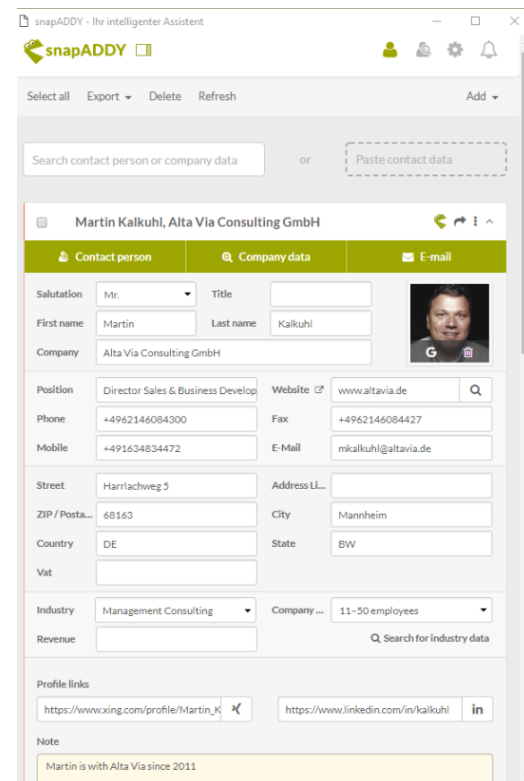 snapADDY - Ihr intelligenter Assistent
snapADDY
Select all Export Delete Refresh Add
Search contact person or company data or Paste contact data
Martin Kalkuhl, Alta Via Consulting GmbH
Contact person Company data E-mail
Salutation Mr. Title
First name Martin Last name Kalkuhl
Company Alta Via Consulting GmbH
G
Position Director Sales & Business Develop Website www.altavia.de
Phone +4962146084300 Fax +4962146084427
Mobile +491634834472 E-Mail mkalkuhl@altavia.de
Street Harrlachweg 5 Address Li...
ZIP / Posta... 68163 City Mannheim
Country DE State BW
Vat
Industry Management Consulting Company ... 11-50 employees
Revenue Search for industry data
Profile links
https://www.xing.com/profile/Martin_K https://www.linkedin.com/in/kalkuhl in
Note
Martin is with Alta Via since 2011